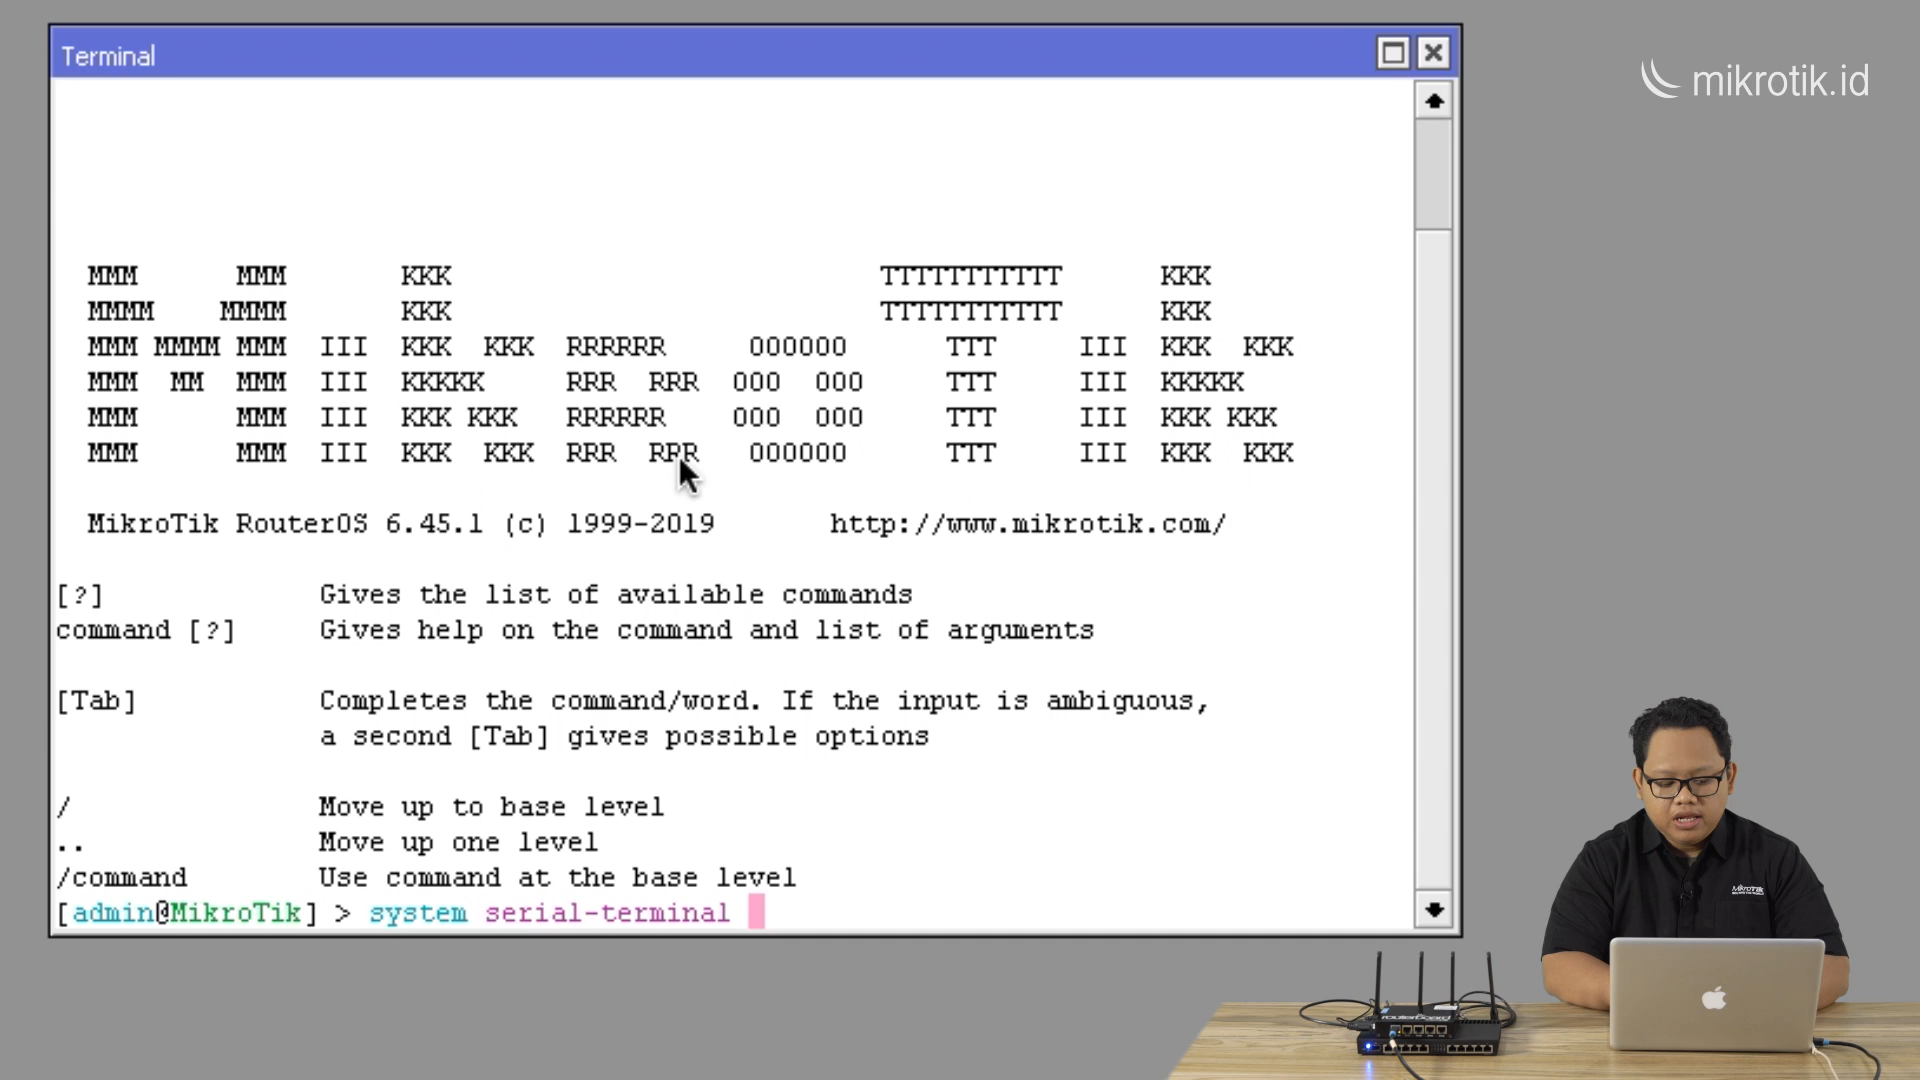 Terminal
mikrotik.id
MMM      MMM       KKK                          TTTTTTTTTTT      KKK
MMMM    MMMM       KKK                          TTTTTTTTTTT      KKK
MMM MMMM MMM  III  KKK  KKK  RRRRRR     OOOOOO      TTT     III  KKK  KKK
MMM  MM  MMM  III  KKKKK     RRR  RRR  OOO  OOO     TTT     III  KKKKK
MMM      MMM  III  KKK KKK   RRRRRR    OOO  OOO     TTT     III  KKK KKK
MMM      MMM  III  KKK  KKK  RRR  RRR   OOOOOO      TTT     III  KKK  KKK
MikroTik RouterOS 6.45.1 (c) 1999-2019       http://www.mikrotik.com/
[?]             Gives the list of available commands
command [?]     Gives help on the command and list of arguments
[Tab]           Completes the command/word. If the input is ambiguous,
a second [Tab] gives possible options
/               Move up to base level
..              Move up one level
/command        Use command at the base level
[admin@MikroTik] > system serial-terminal
MikroTik
routerboard